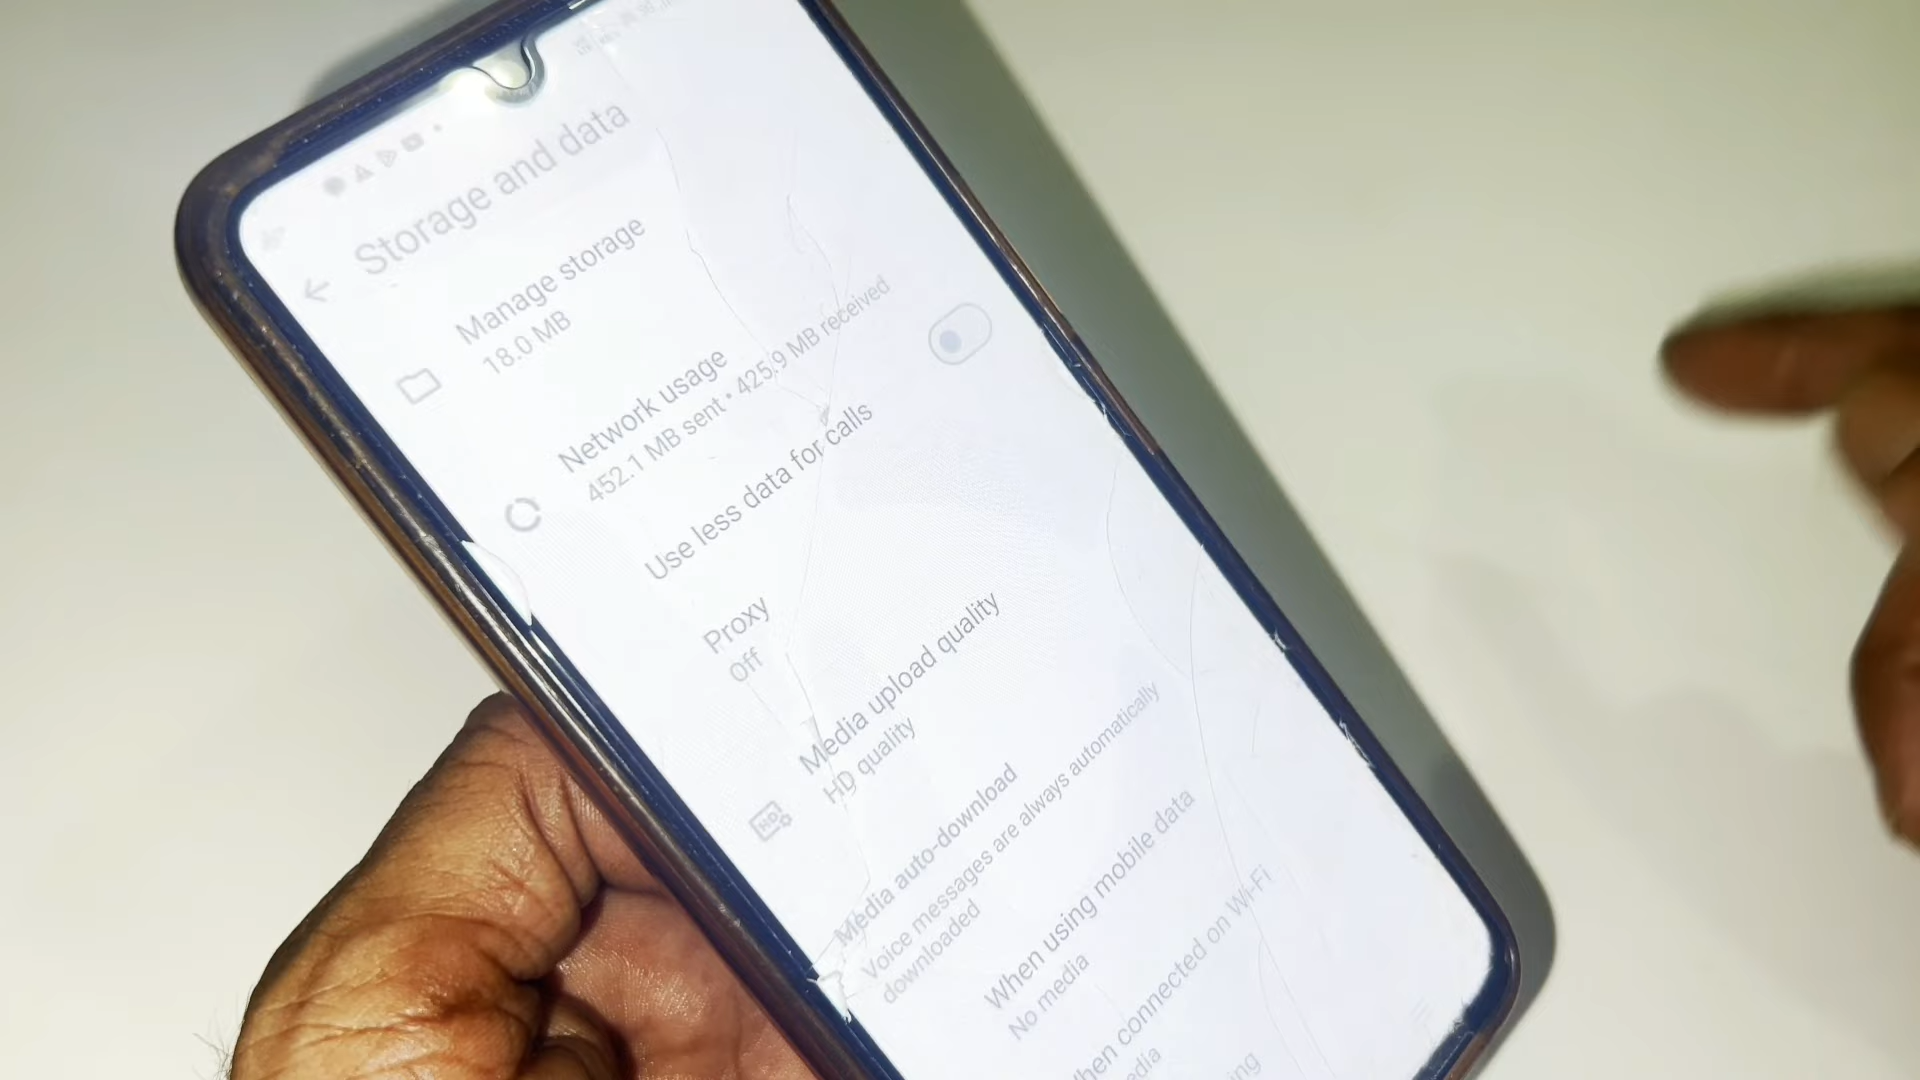 Storage and data
Manage storage
18.0 MB
Network usage
452.1 MB sent • 425.9 MB received
Use less data for calls
Proxy
Off
Media upload quality
HD quality
Media auto-download
Voice messages are always automatically
downloaded
When using mobile data
No media
When connected on Wi-Fi